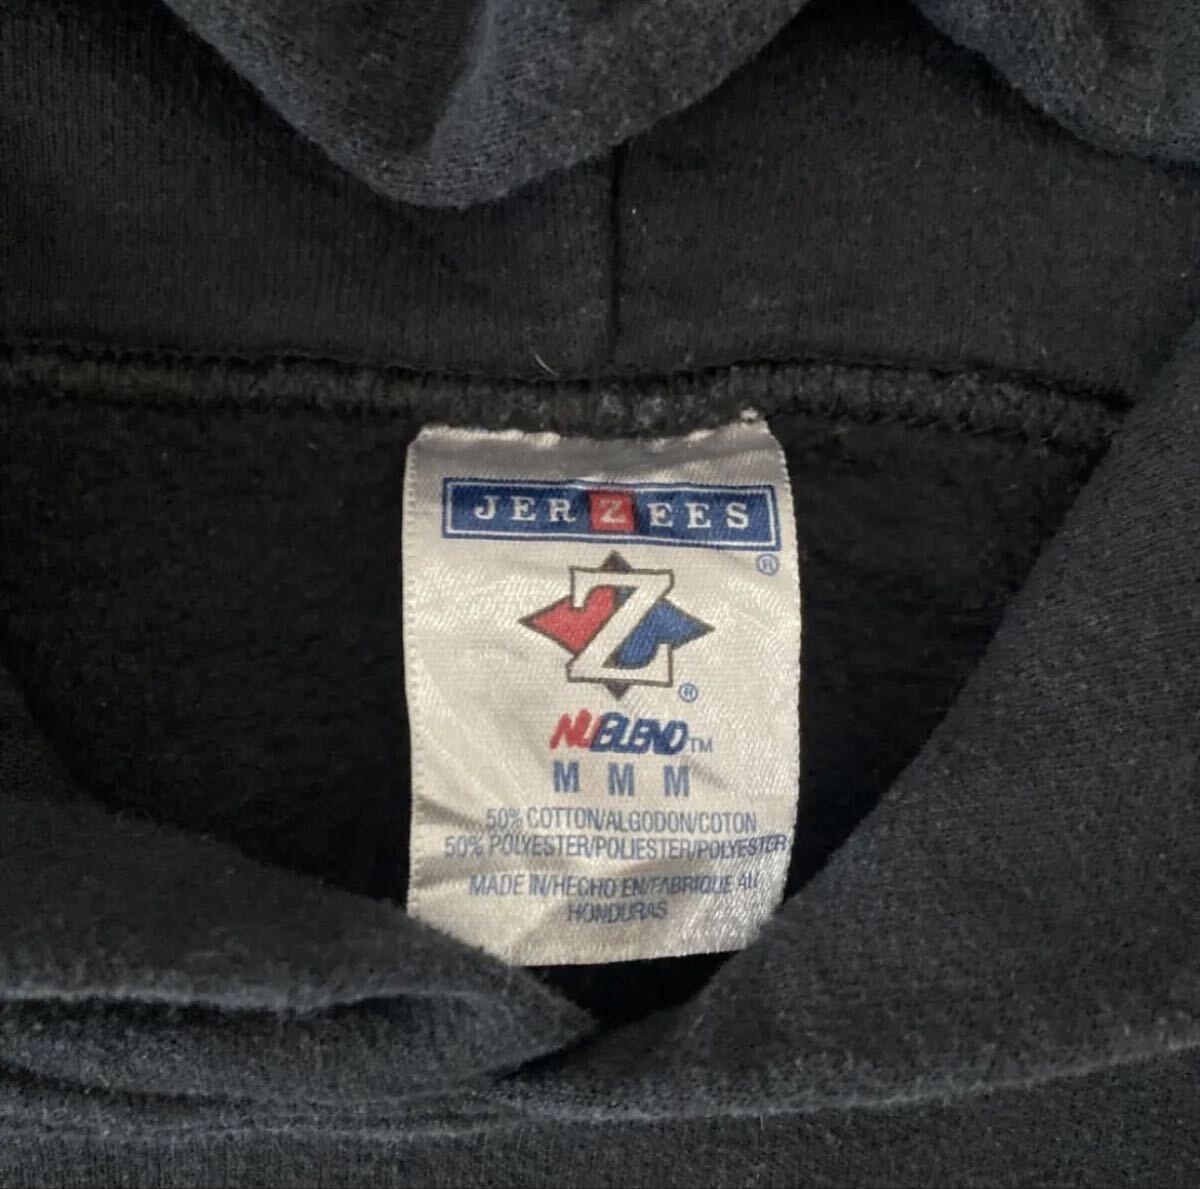 JERZEES
®
Z
®
NUBLEND™
M M M
50% COTTON/ALGODON/COTON
50% POLYESTER/POLIESTER/POLYESTER
MADE IN/HECHO EN/FABRIQUE AU
HONDURAS